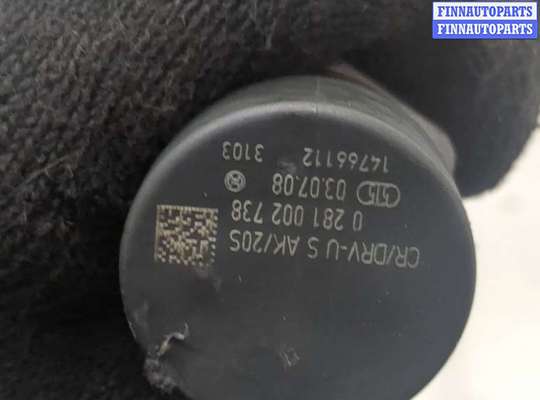 FINNAUTOPARTS
FINNAUTOPARTS
CR/DRV-U S AK/20S
0 281 002 738
03.07.08
14766112 3103